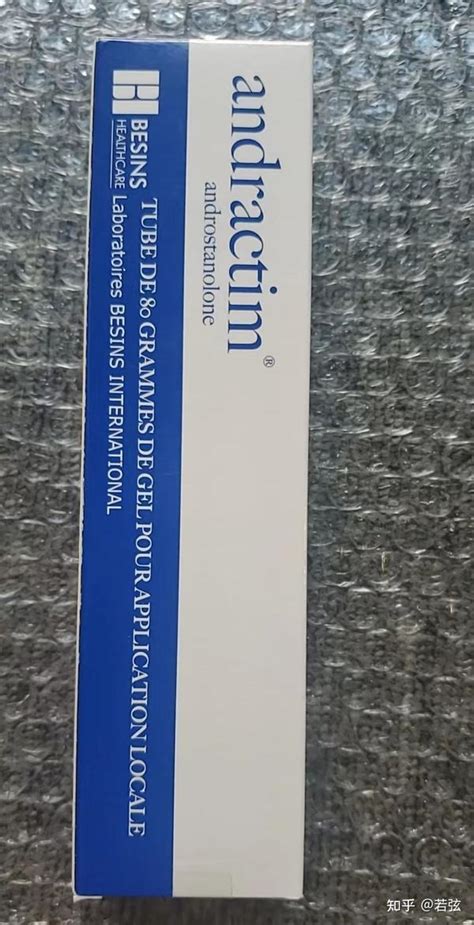 andractim®
androstanolone
TUBE DE 80 GRAMMES DE GEL POUR APPLICATION LOCALE
BESINS
HEALTHCARE
Laboratoires BESINS INTERNATIONAL
知乎 @若弦